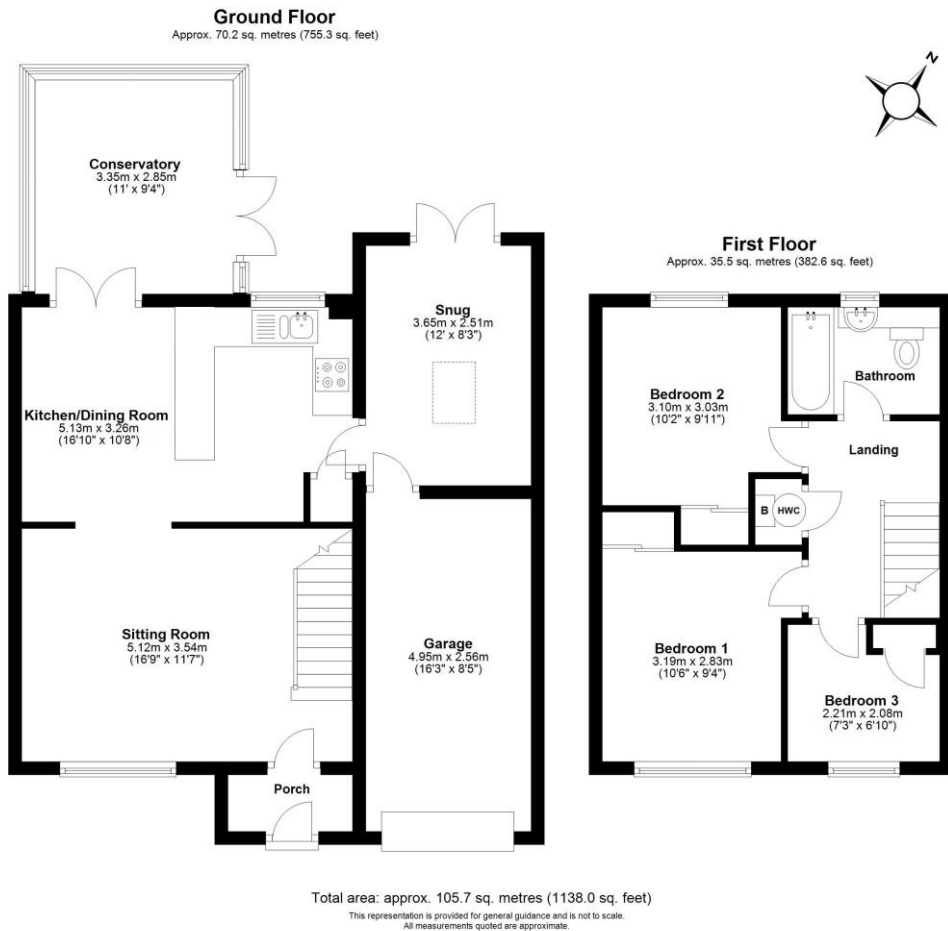 Ground Floor
Approx. 70.2 sq. metres (755.3 sq. feet)
N
Conservatory
3.35m x 2.85m
(11' x 9'4")
Snug
3.65m x 2.51m
(12' x 8'3")
Kitchen/Dining Room
5.13m x 3.26m
(16'10" x 10'8")
Sitting Room
5.12m x 3.54m
(16'9" x 11'7")
Garage
4.95m x 2.56m
(16'3" x 8'5")
Porch
First Floor
Approx. 35.5 sq. metres (382.6 sq. feet)
Bathroom
Bedroom 2
3.10m x 3.03m
(10'2" x 9'11")
Landing
B HWC
Bedroom 1
3.19m x 2.83m
(10'6" x 9'4")
Bedroom 3
2.21m x 2.08m
(7'3" x 6'10")
Total area: approx. 105.7 sq. metres (1138.0 sq. feet)
This representation is provided for general guidance and is not to scale.
All measurements quoted are approximate.